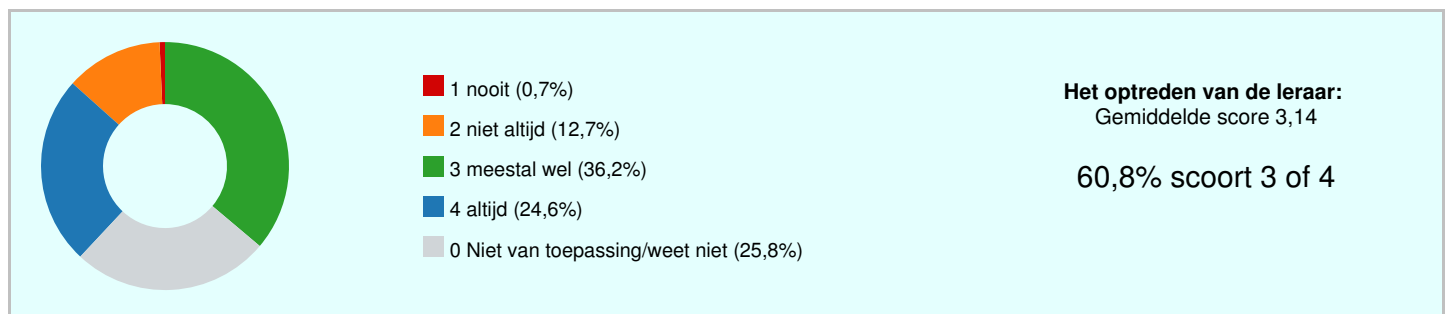 1 nooit (0,7%)
2 niet altijd (12,7%)
3 meestal wel (36,2%)
4 altijd (24,6%)
0 Niet van toepassing/weet niet (25,8%)
Het optreden van de leraar:
Gemiddelde score 3,14
60,8% scoort 3 of 4